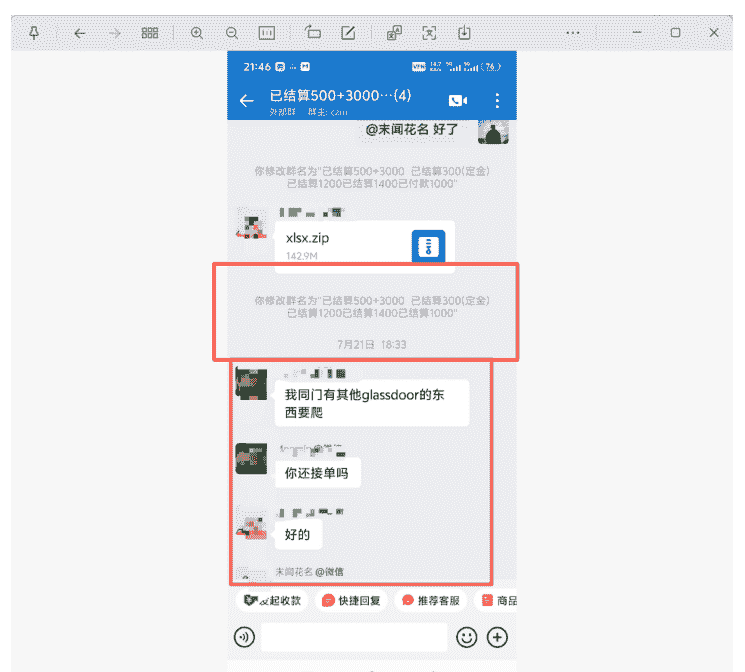 21:46
已结算500+3000···(4)
@末闻花名 好了
你修改群名为"已结算500+3000 已结算300(定金)
已结算1200已结算1400已付款1000"
xlsx.zip
142.9M
你修改群名为"已结算500+3000 已结算300(定金)
已结算1200已结算1400已结算1000"
7月21日 18:33
我同门有其他glassdoor的东
西要爬
你还接单吗
好的
末闻花名@微信
起收款 快捷回复 推荐客服 商品